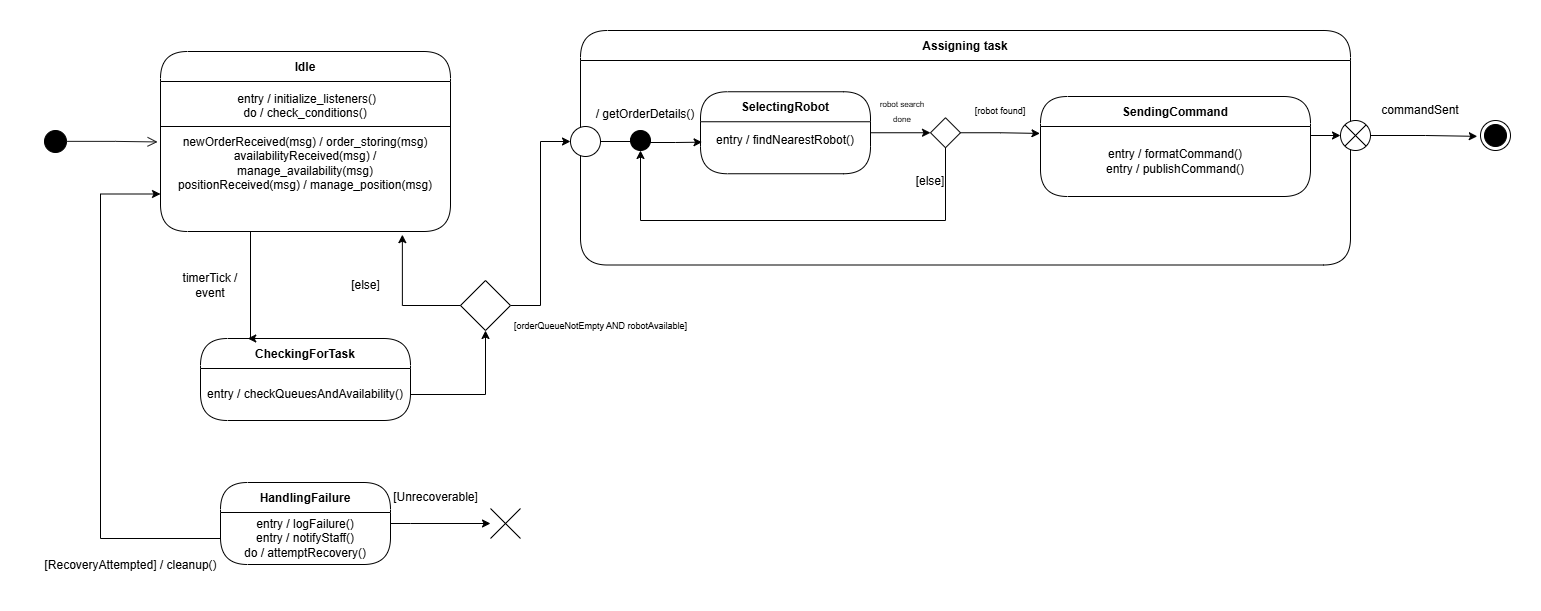 Assigning task
Idle
entry / initialize_listeners()
do / check_conditions()
newOrderReceived(msg) / order_storing(msg)
availabilityReceived(msg) /
manage_availability(msg)
positionReceived(msg) / manage_position(msg)
/ getOrderDetails()
SelectingRobot
entry / findNearestRobot()
robot search
done
[robot found]
[else]
SendingCommand
entry / formatCommand()
entry / publishCommand()
commandSent
timerTick /
event
[else]
[orderQueueNotEmpty AND robotAvailable]
CheckingForTask
entry / checkQueuesAndAvailability()
HandlingFailure
entry / logFailure()
entry / notifyStaff()
do / attemptRecovery()
[Unrecoverable]
[RecoveryAttempted] / cleanup()